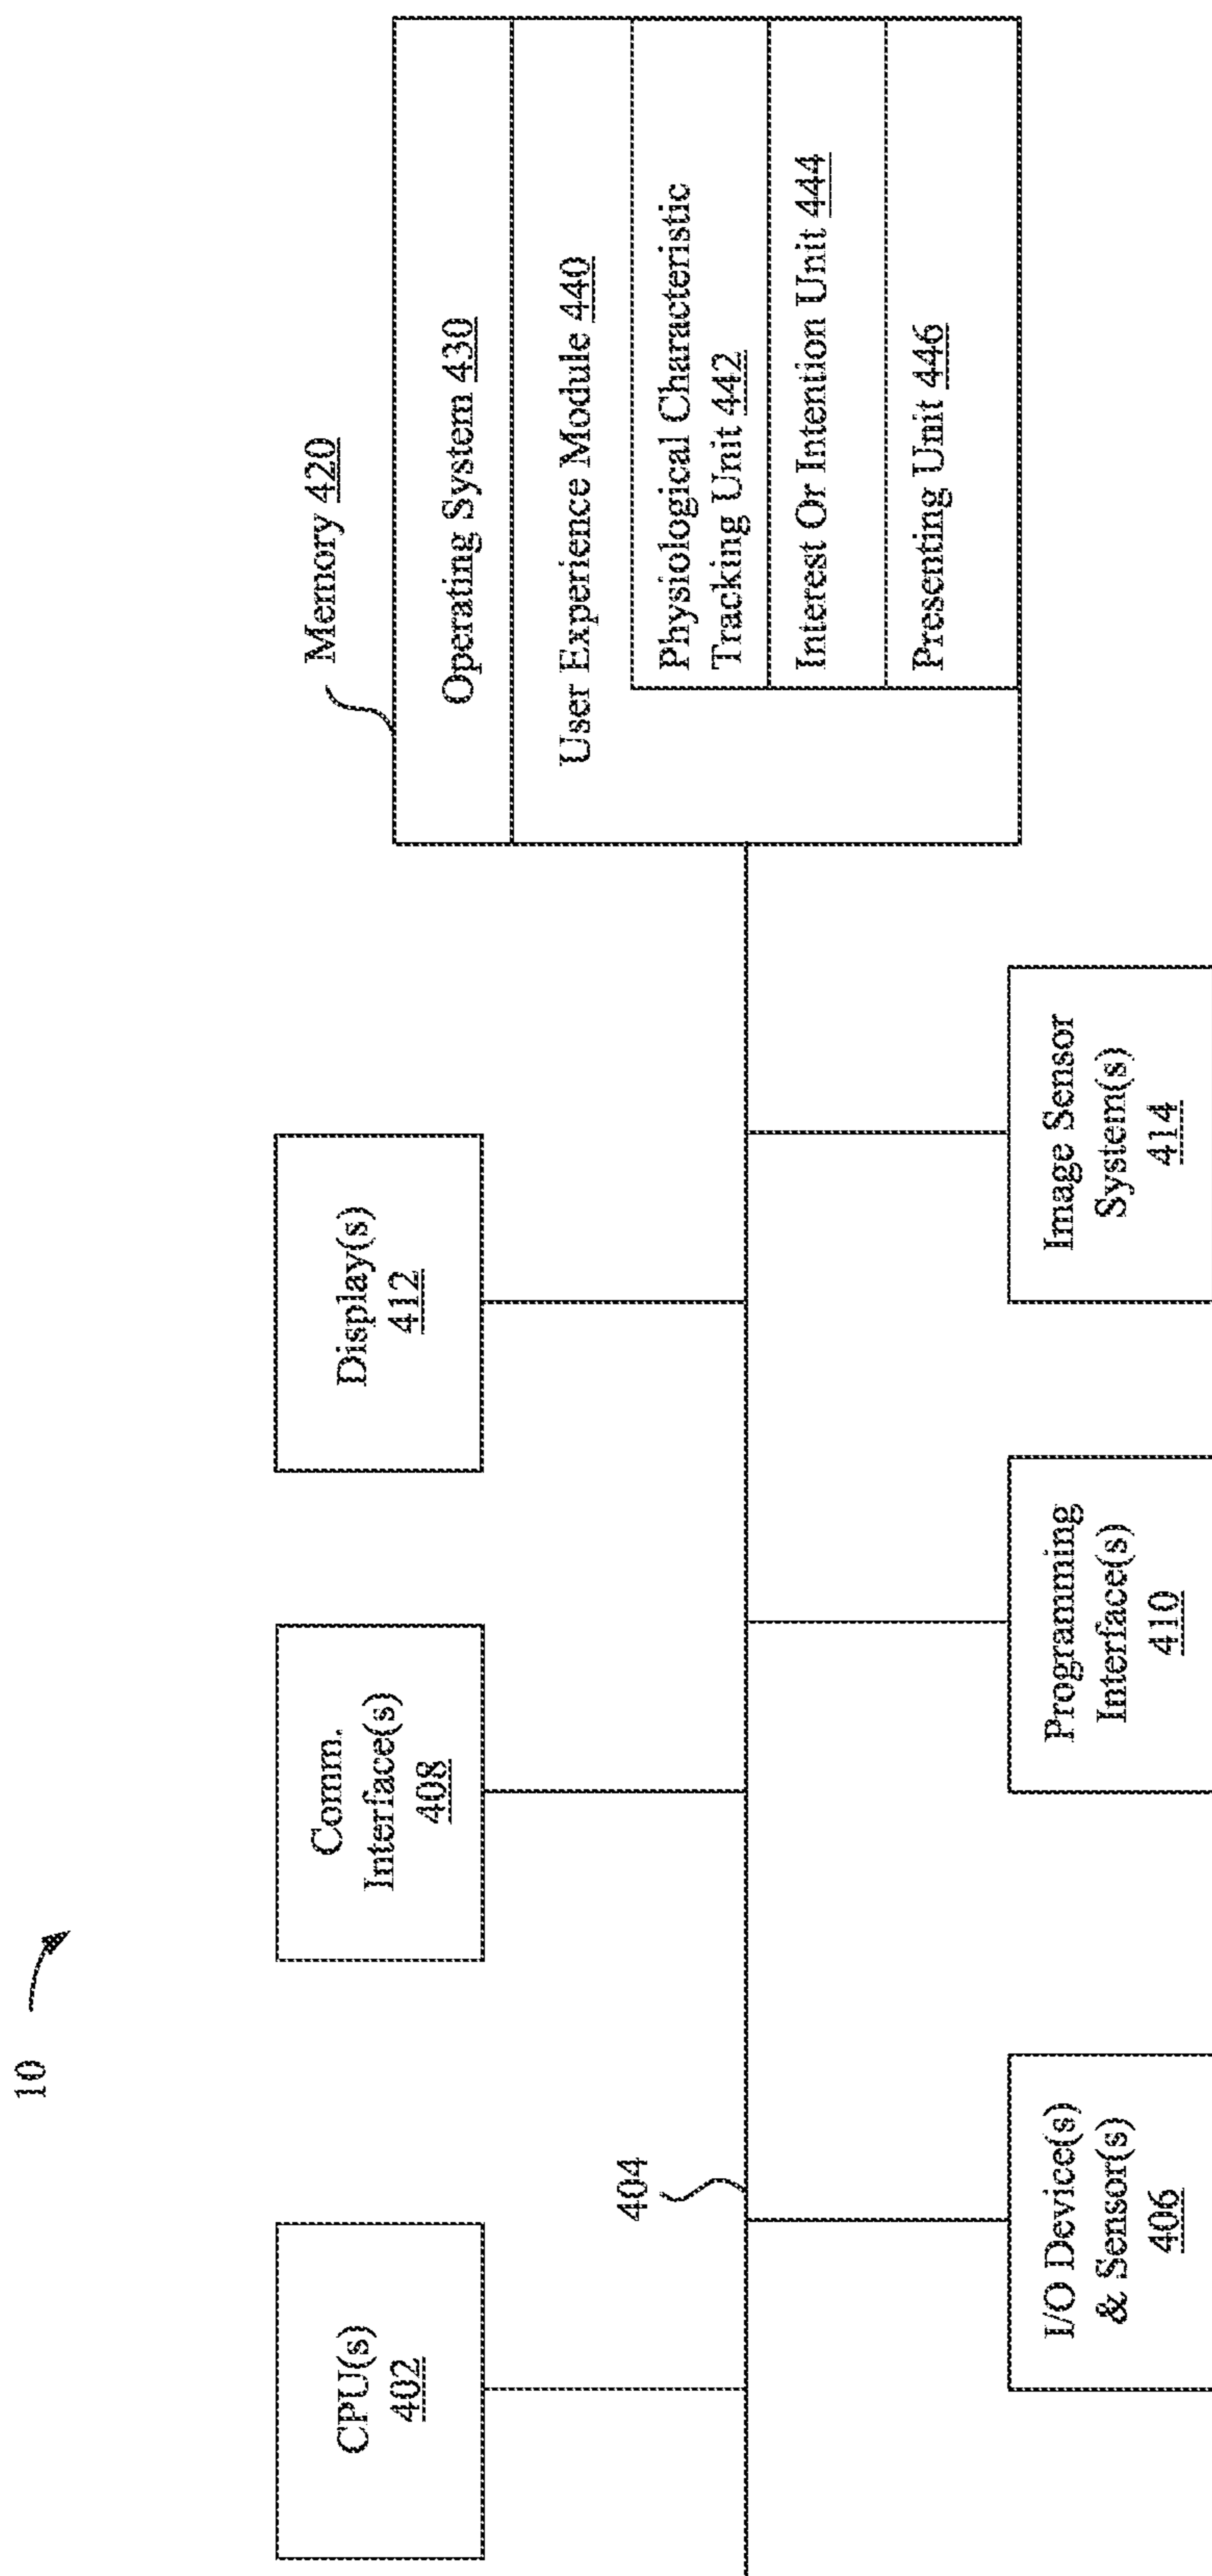 10
CPU(s)
402
Comm.
Interface(s)
408
Display(s)
412
404
I/O Device(s)
& Sensor(s)
406
Programming
Interface(s)
410
Image Sensor
System(s)
414
Memory 420
Operating System 430
User Experience Module 440
Physiological Characteristic
Tracking Unit 442
Interest Or Intention Unit 444
Presenting Unit 446